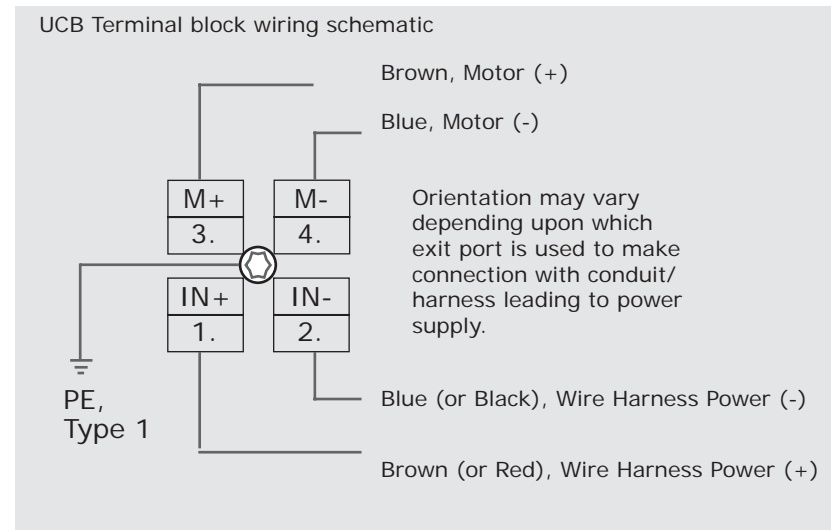 UCB Terminal block wiring schematic
Brown, Motor (+)
Blue, Motor (-)
M+
M-
3.
4.
Orientation may vary
depending upon which
exit port is used to make
connection with conduit/
harness leading to power
supply.
IN+
IN-
1.
2.
PE,
Type 1
Blue (or Black), Wire Harness Power (-)
Brown (or Red), Wire Harness Power (+)